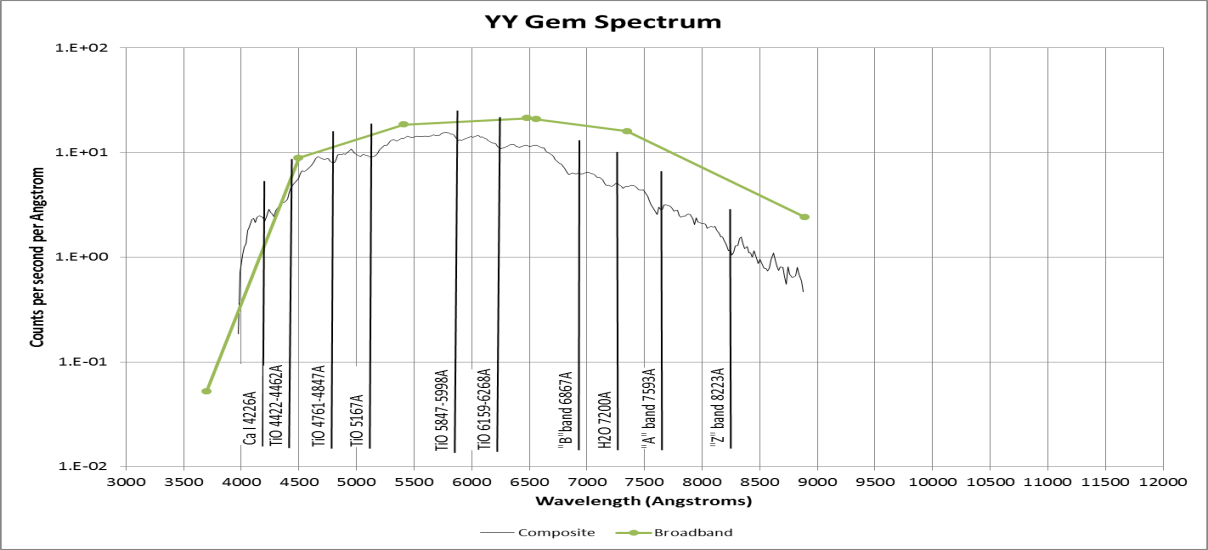 YY Gem Spectrum
1.E+02
1.E+01
1.E+00
1.E-01
1.E-02
Counts per second per Angstrom
Ca I 4226A
TiO 4422-4462A
TiO 4761-4847A
TiO 5167A
TiO 5847-5998A
TiO 6159-6268A
"B"band 6867A
H2O 7200A
"A" band 7593A
"Z" band 8223A
3000 3500 4000 4500 5000 5500 6000 6500 7000 7500 8000 8500 9000 9500 10000 10500 11000 11500 12000
Wavelength (Angstroms)
Composite Broadband